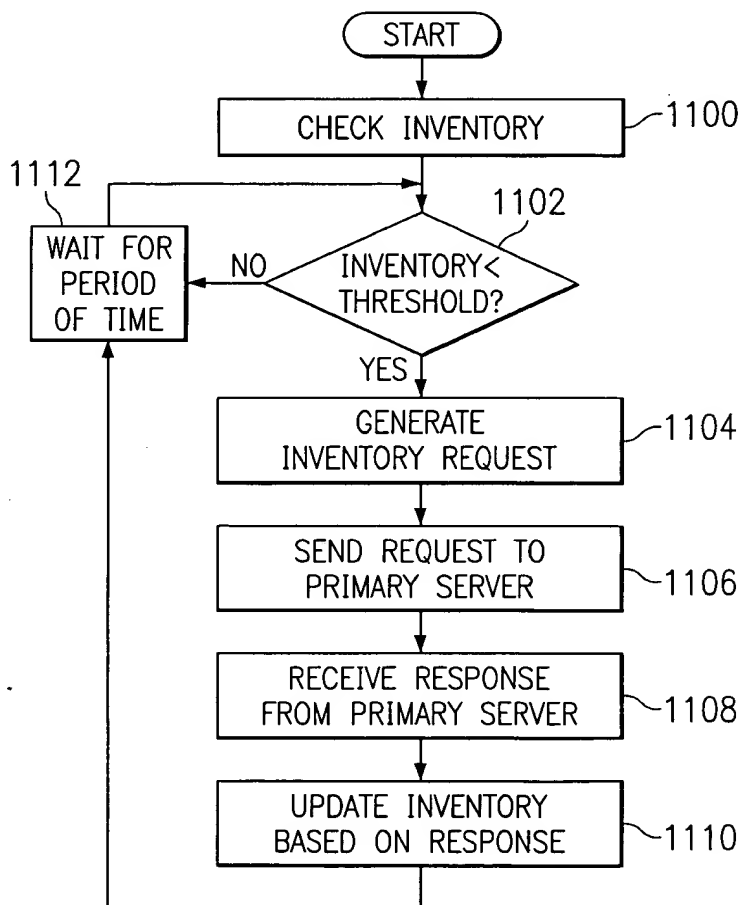 START
CHECK INVENTORY
1100
1112
1102
WAIT FOR
PERIOD
OF TIME
NO
INVENTORY<
THRESHOLD?
YES
GENERATE
INVENTORY REQUEST
1104
SEND REQUEST TO
PRIMARY SERVER
1106
RECEIVE RESPONSE
FROM PRIMARY SERVER
1108
UPDATE INVENTORY
BASED ON RESPONSE
1110